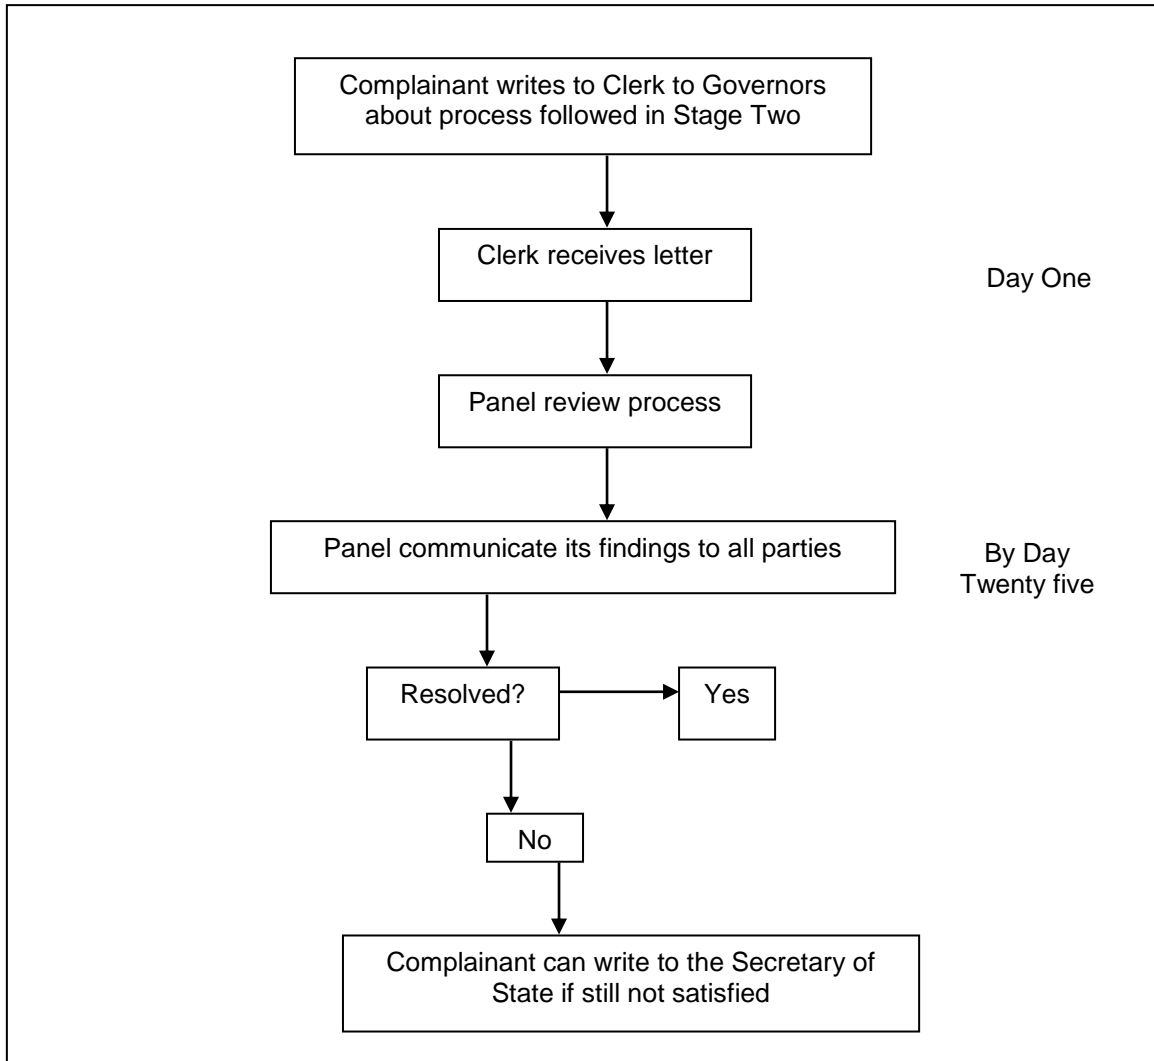 Complainant writes to Clerk to Governors
about process followed in Stage Two
Clerk receives letter
Day One
Panel review process
Panel communicate its findings to all parties
By Day
Twenty five
Resolved?
Yes
No
Complainant can write to the Secretary of
State if still not satisfied